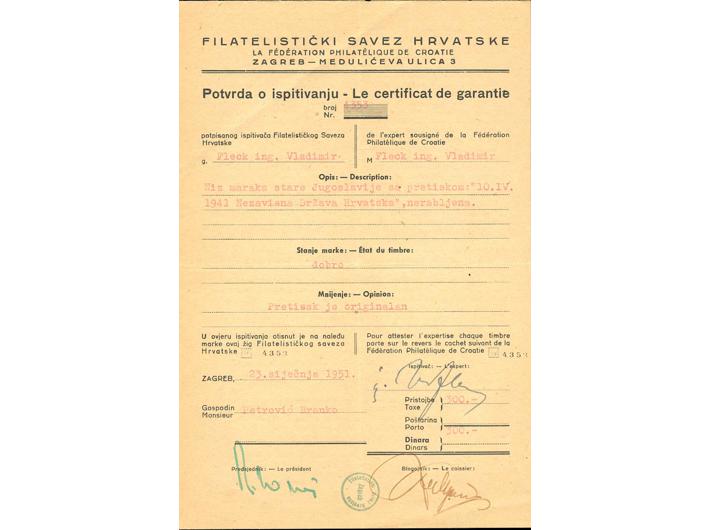 FILATELISTIČKI SAVEZ HRVATSKE
LA FÉDÉRATION PHILATÉLIQUE DE CROATIE
ZAGREB — MEDULIĆEVA ULICA 3
Potvrda o ispitivanju - Le certificat de garantie
broj
Nr. 4353
potpisanog ispitivača Filatelističkog Saveza
Hrvatske
g. Fleck ing. Vladimir
de l'expert sousigné de la Fédération
Philatélique de Croatie
M Fleck ing. Vladimir
Opis: — Description:
Niz maraka stare Jugoslavije sa pretiskom:"10.IV.
1941 Nezavisna Država Hrvatska",nerabljena.
Stanje marke: — État du timbre:
dobro
Mnijenje: — Opinion:
Pretisak je originalan
U ovjeru ispitivanja otisnut je na naleđu
marke ovaj žig Filatelističkog saveza
Hrvatske 4353
Pour attester l'expertise chaque timbre
porte sur le revers le cachet suivant de la
Fédération Philatélique de Croatie 4353
ZAGREB, 23.siječnja 1951.
Ispitivač: — L'expert:
Gospodin
Monsieur Petrović Branko
Pristojbe
Taxe 300.-
Poštarina
Porto
300.-
Dinara
Dinars
Predsjednik: — Le président
Blagajnik: — Le caissier: